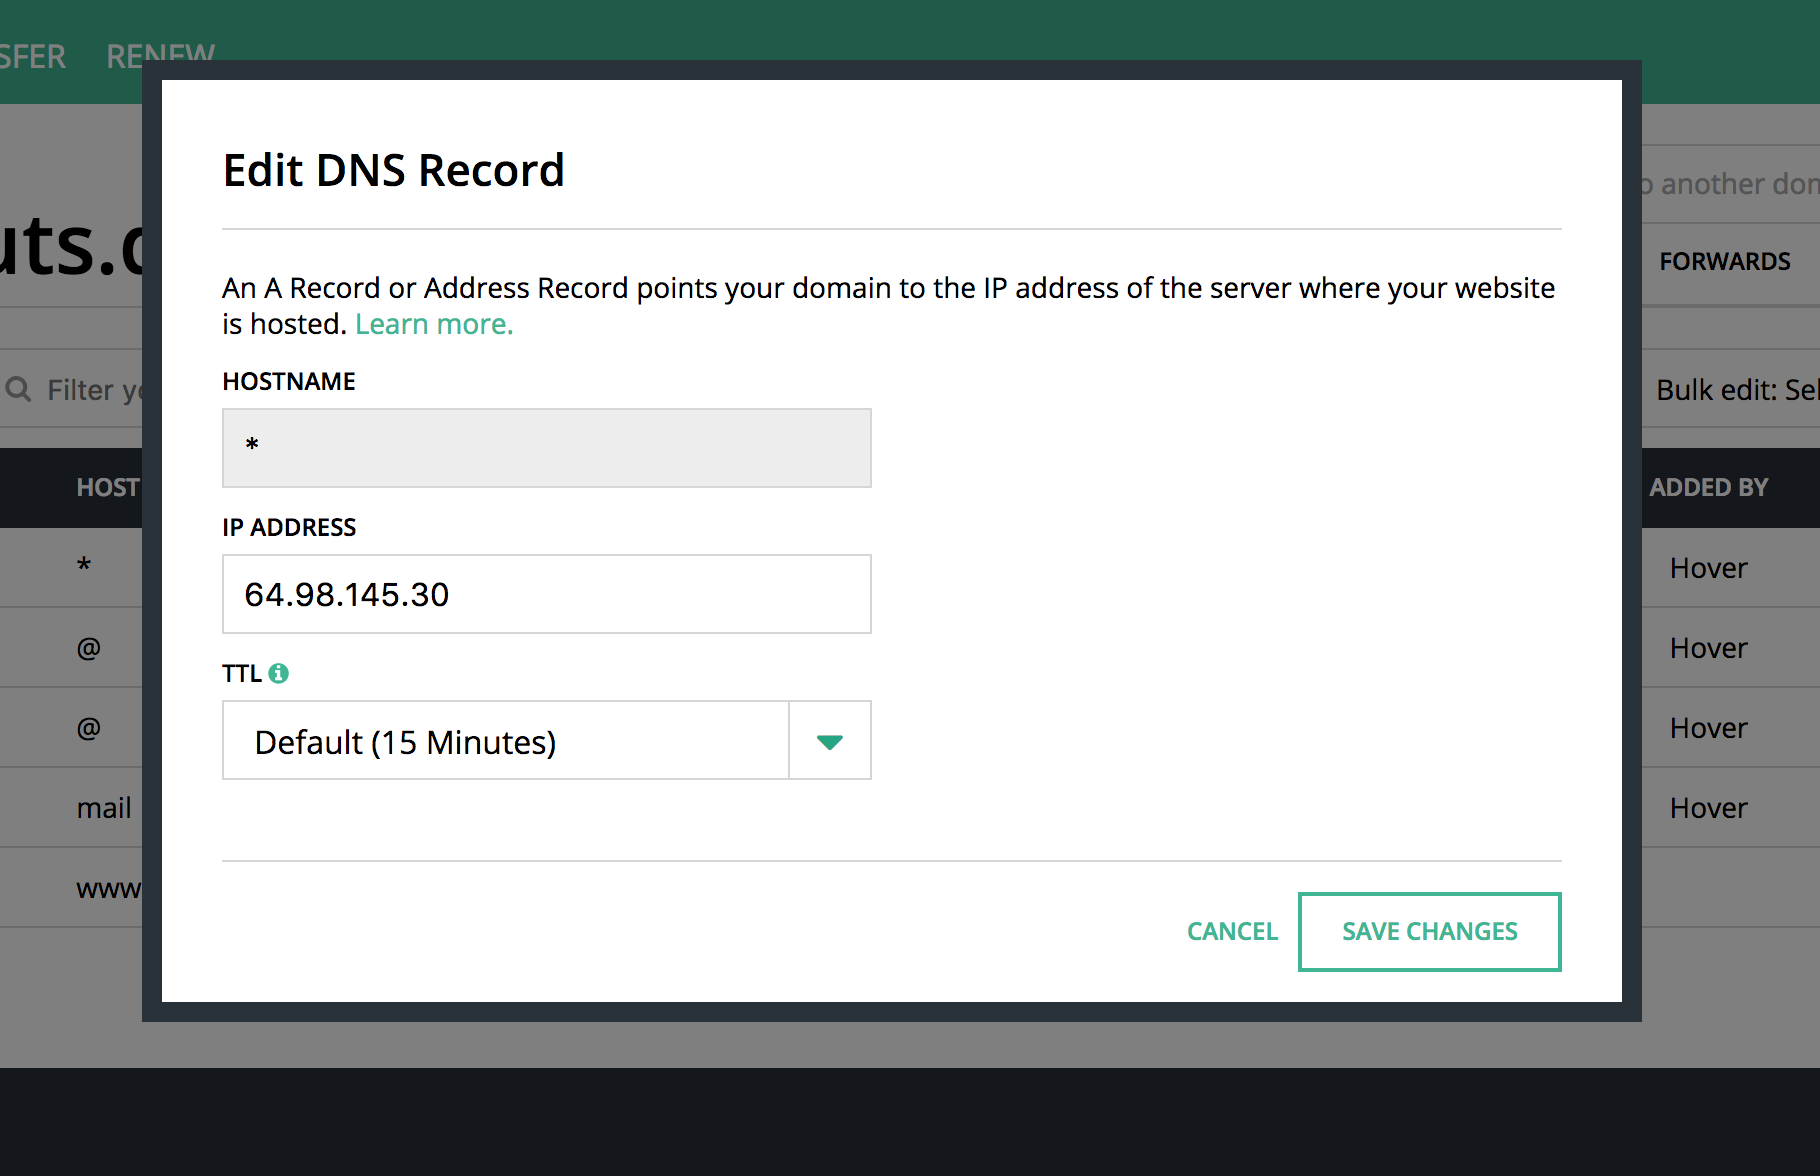 SFER RENEW
Edit DNS Record
uts.
o another dom
FORWARDS
An A Record or Address Record points your domain to the IP address of the server where your website
is hosted. Learn more.
HOSTNAME
Filter ye
*
Bulk edit: Sel
HOST
ADDED BY
IP ADDRESS
* Hover
64.98.145.30
@ Hover
TTL
@ Hover
Default (15 Minutes)
mail Hover
www
CANCEL SAVE CHANGES